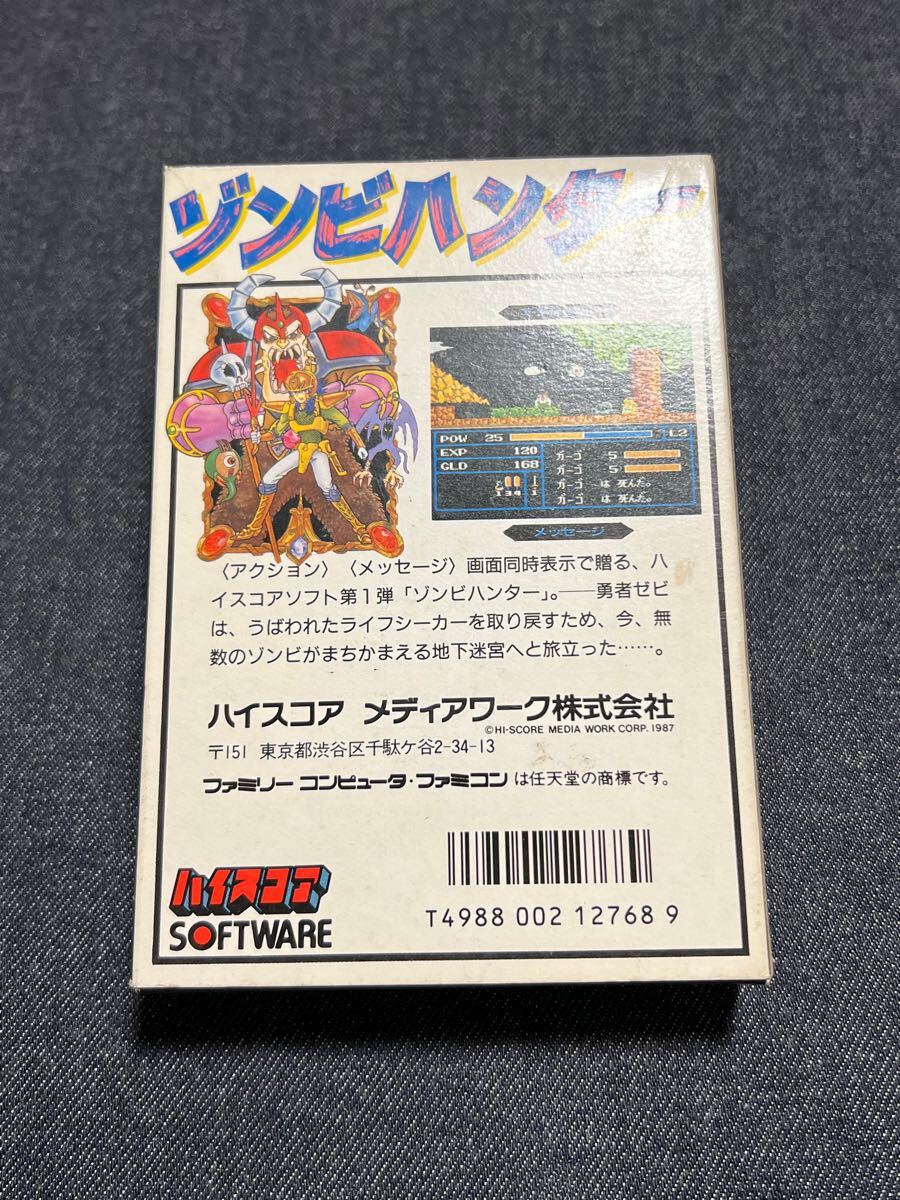 ゾンビハンター
POW 25 L2
EXP 120 ガーゴ 5
GLD 168 ガーゴ 5
ガーゴ は 死んだ。
134 1 ガーゴ は 死んだ。
メッセージ
〈アクション〉〈メッセージ〉画面同時表示で贈る、ハ
イスコアソフト第1弾「ゾンビハンター」。──勇者ゼビ
は、うばわれたライフシーカーを取り戻すため、今、無
数のゾンビがまちかまえる地下迷宮へと旅立った……。
ハイスコア メディアワーク株式会社
©HI-SCORE MEDIA WORK CORP. 1987
〒151 東京都渋谷区千駄ケ谷2-34-13
ファミリー コンピュータ・ファミコン は任天堂の商標です。
ハイスコア
SOFTWARE
T4988 002 12768 9